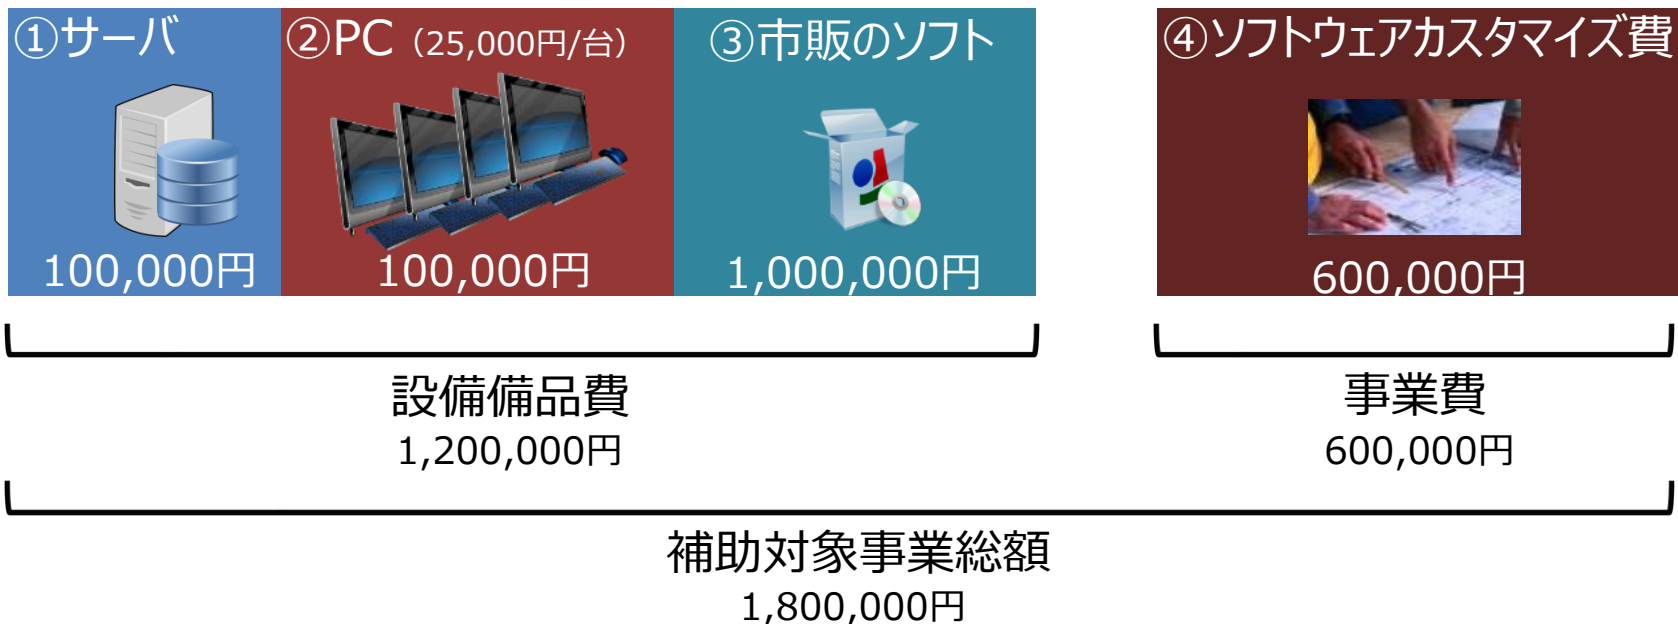 ①サーバ
②PC（25,000円/台）
③市販のソフト
④ソフトウェアカスタマイズ費
100,000円
100,000円
1,000,000円
600,000円
設備備品費
1,200,000円
事業費
600,000円
補助対象事業総額
1,800,000円